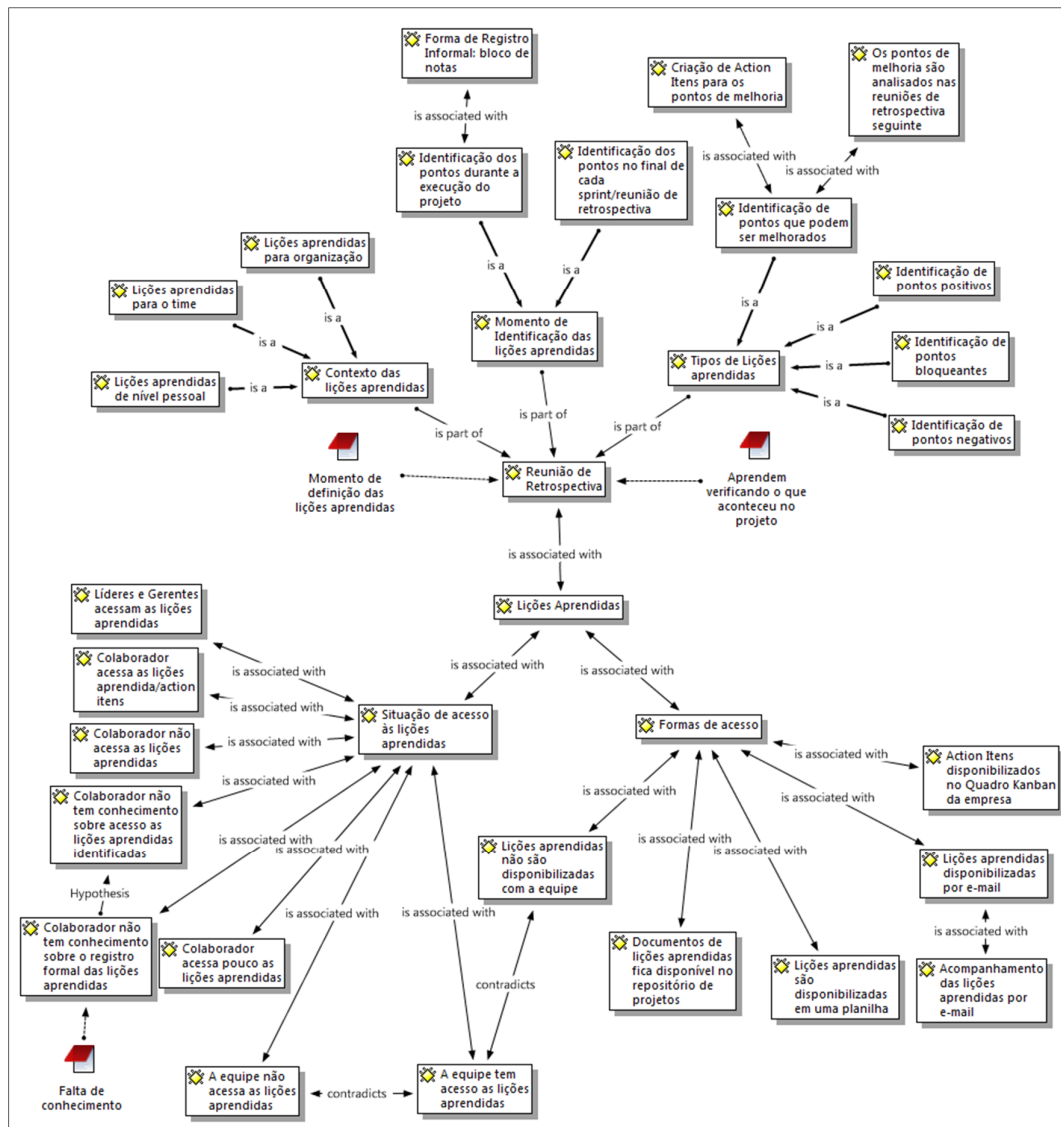 Forma de Registro
Informal: bloco de
notas
Criação de Action
Itens para os
pontos de melhoria
Os pontos de
melhoria são
analisados nas
reuniões de
retrospectiva
seguinte
is associated with
is associated with
is associated with
Identificação dos
pontos durante a
execução do
projeto
Identificação dos
pontos no final de
cada
sprint/reunião de
retrospectiva
Identificação de
pontos que podem
ser melhorados
Lições aprendidas
para organização
Lições aprendidas
para o time
is a
is a
is a
is a
is a
Identificação de
pontos positivos
is a
Momento de
Identificação das
lições aprendidas
Tipos de Lições
aprendidas
Identificação de
pontos
bloqueantes
is a
Lições aprendidas
de nível pessoal
is a
Contexto das
lições aprendidas
is a
Identificação de
pontos negativos
is part of
is part of
is part of
Momento de
definição das
lições aprendidas
Reunião de
Retrospectiva
Aprendem
verificando o que
aconteceu no
projeto
is associated with
Líderes e Gerentes
acessam as lições
aprendidas
Lições Aprendidas
is associated with
is associated with
is associated with
Colaborador
acessa as lições
aprendida/action
itens
is associated with
Situação de acesso
às lições
aprendidas
Formas de acesso
Colaborador não
acessa as lições
aprendidas
is associated with
is associated with
Action Itens
disponibilizados
no Quadro Kanban
da empresa
Colaborador não
tem conhecimento
sobre acesso as
lições aprendidas
identificadas
is associated with
is associated with
is associated with
is associated with
is associated with
is associated with
is associated with
Lições aprendidas
não são
disponibilizadas
com a equipe
Lições aprendidas
disponibilizadas
por e-mail
Hypothesis
is associated with
is associated with
is associated with
Colaborador não
tem conhecimento
sobre o registro
formal das lições
aprendidas
Colaborador
acessa pouco as
lições aprendidas
Documentos de
lições aprendidas
fica disponível no
repositório de
projetos
Lições aprendidas
são
disponibilizadas
em uma planilha
Acompanhamento
das lições
aprendidas por
e-mail
contradicts
Falta de
conhecimento
A equipe não
acessa as lições
aprendidas
contradicts
A equipe tem
acesso as lições
aprendidas